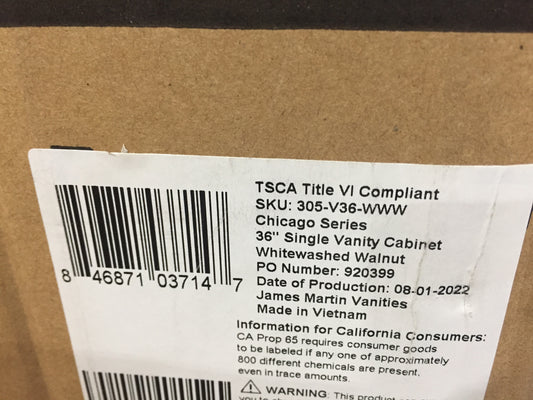 TSCA Title VI Compliant
SKU: 305-V36-WWW
Chicago Series
36" Single Vanity Cabinet
Whitewashed Walnut
PO Number: 920399
Date of Production: 08-01-2022
James Martin Vanities
Made in Vietnam
8 46871 03714 7
Information for California Consumers:
CA Prop 65 requires consumer goods
to be labeled if any one of approximately
800 different chemicals are present,
even in trace amounts.
⚠ WARNING: This product can